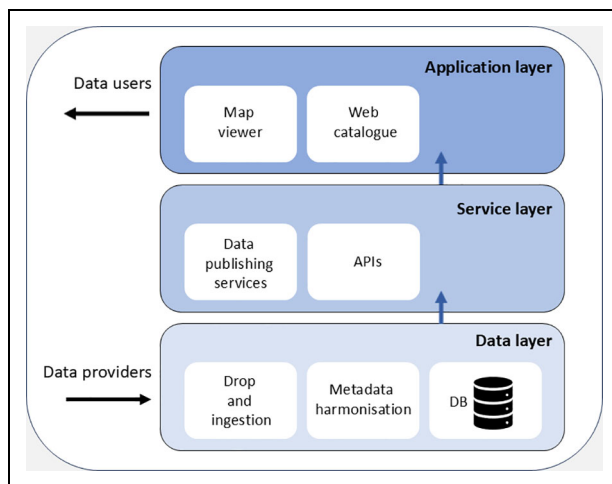 Application layer
Data users
Map
viewer
Web
catalogue
Service layer
Data
publishing
services
APIs
Data layer
Data providers
Drop
and
ingestion
Metadata
harmonisation
DB